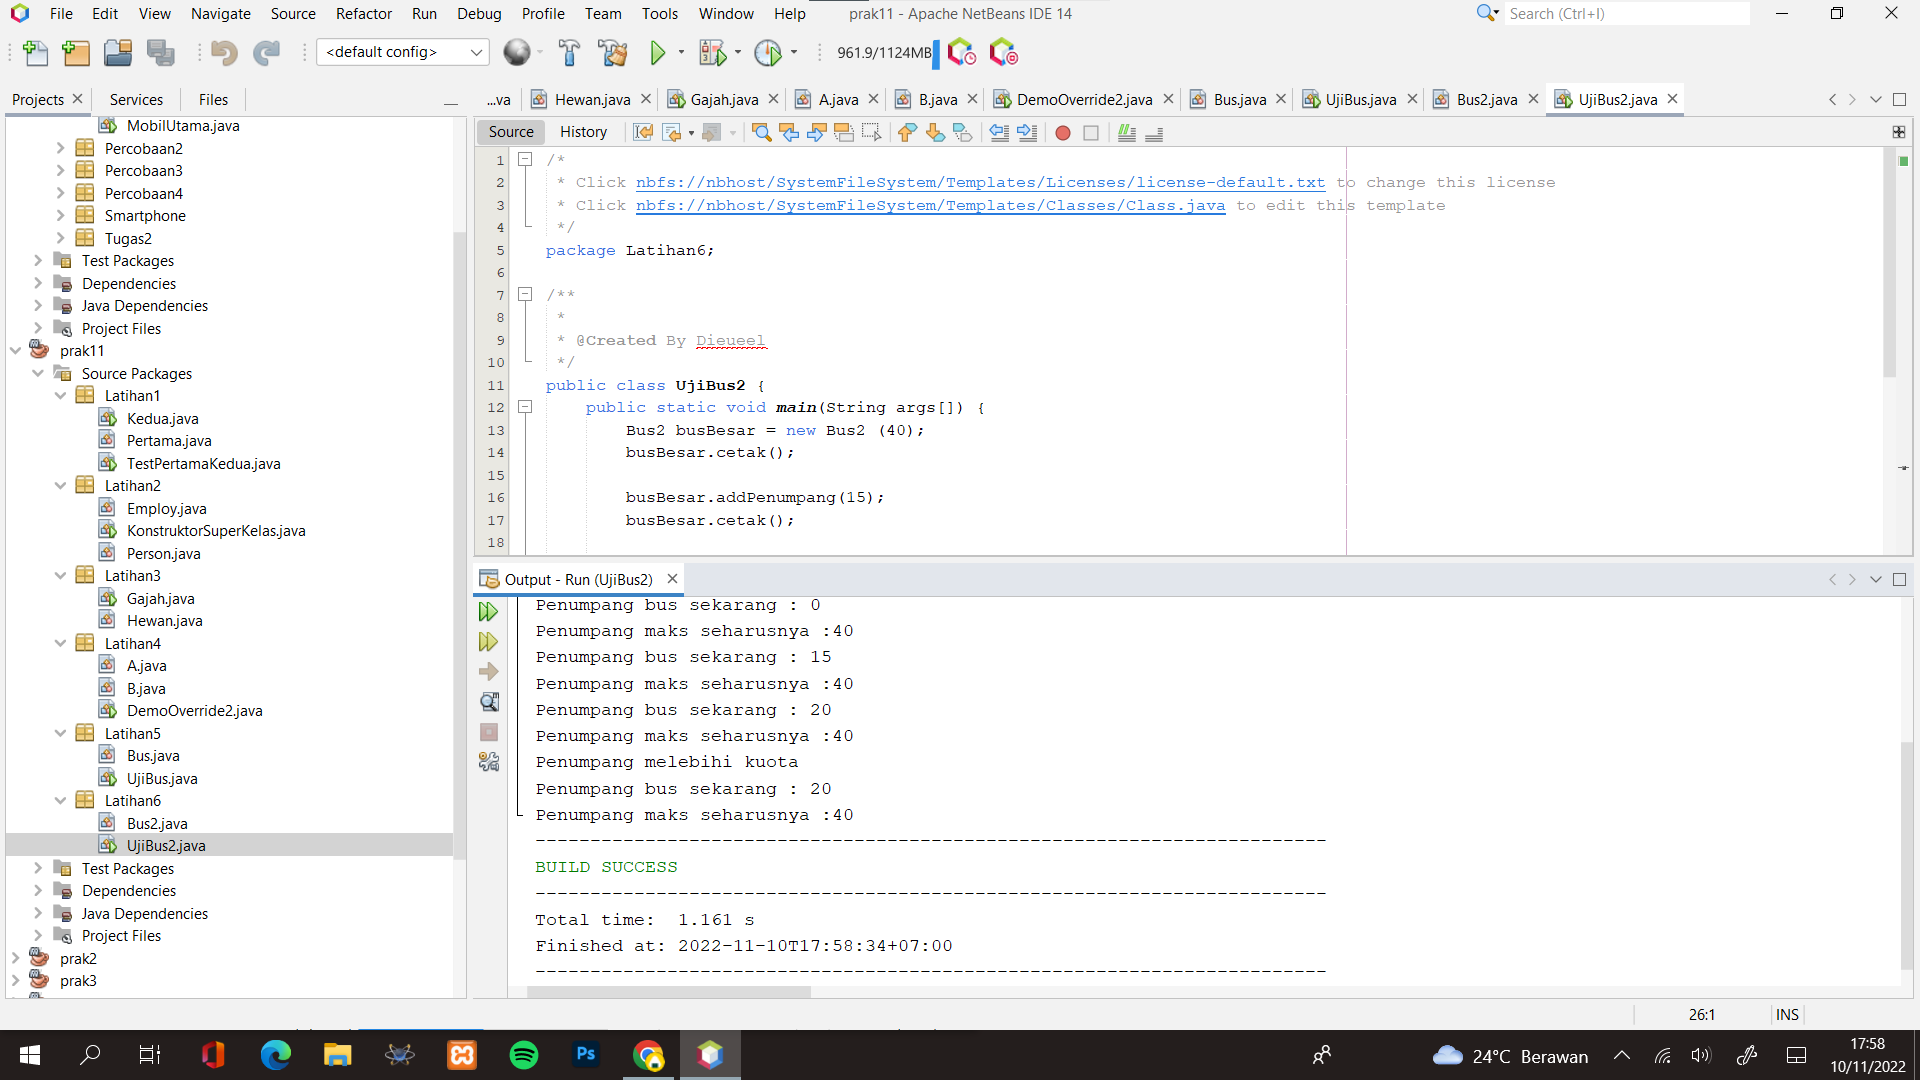 File Edit View Navigate Source Refactor Run Debug Profile Team Tools Window Help prak11 - Apache NetBeans IDE 14 Search (Ctrl+I)
<default config> 961.9/1124MB
Projects Services Files
...va Hewan.java Gajah.java A.java B.java DemoOverride2.java Bus.java UjiBus.java Bus2.java UjiBus2.java
MobilUtama.java
Percobaan2
Percobaan3
Percobaan4
Smartphone
Tugas2
Test Packages
Dependencies
Java Dependencies
Project Files
prak11
Source Packages
Latihan1
Kedua.java
Pertama.java
TestPertamaKedua.java
Latihan2
Employ.java
KonstruktorSuperKelas.java
Person.java
Latihan3
Gajah.java
Hewan.java
Latihan4
A.java
B.java
DemoOverride2.java
Latihan5
Bus.java
UjiBus.java
Latihan6
Bus2.java
UjiBus2.java
Test Packages
Dependencies
Java Dependencies
Project Files
prak2
prak3
Source History
1 /*
2 * Click nbfs://nbhost/SystemFileSystem/Templates/Licenses/license-default.txt to change this license
3 * Click nbfs://nbhost/SystemFileSystem/Templates/Classes/Class.java to edit this template
4 */
5 package Latihan6;
6
7 /**
8 *
9 * @Created By Dieueel
10 */
11 public class UjiBus2 {
12 public static void main(String args[]) {
13 Bus2 busBesar = new Bus2 (40);
14 busBesar.cetak();
15
16 busBesar.addPenumpang(15);
17 busBesar.cetak();
18
Output - Run (UjiBus2)
Penumpang bus sekarang : 0
Penumpang maks seharusnya :40
Penumpang bus sekarang : 15
Penumpang maks seharusnya :40
Penumpang bus sekarang : 20
Penumpang maks seharusnya :40
Penumpang melebihi kuota
Penumpang bus sekarang : 20
Penumpang maks seharusnya :40
------------------------------------------------------------------------
BUILD SUCCESS
------------------------------------------------------------------------
Total time: 1.161 s
Finished at: 2022-11-10T17:58:34+07:00
------------------------------------------------------------------------
26:1 INS
Ps
24°C Berawan
17:58
10/11/2022